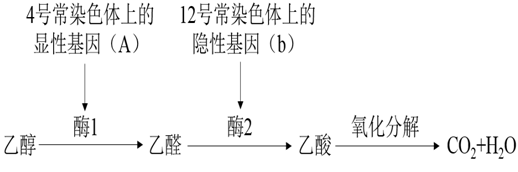 4号常染色体上的 12号常染色体上的
显性基因（A） 隐性基因（b）
酶1 酶2 氧化分解
乙醇 乙醛 乙酸 CO2+H2O